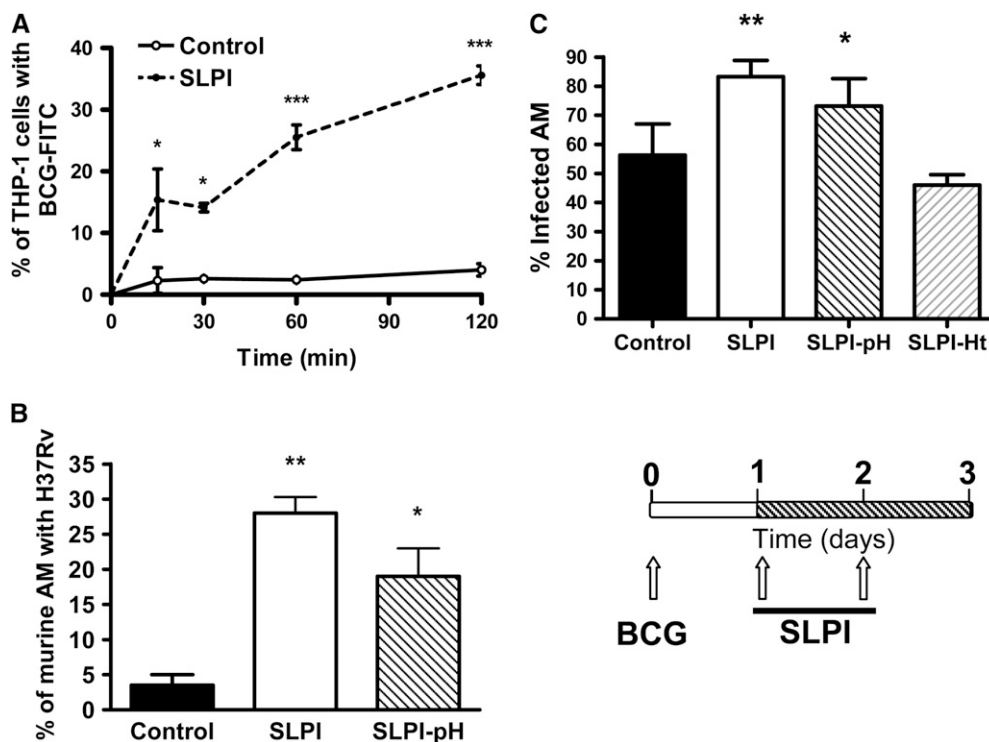 A
% of THP-1 cells with
BCG-FITC
40
30
20
10
0
Control
SLPI
*
*
***
***
0 30 60 90 120
Time (min)
C
% Infected AM
100
90
80
70
60
50
40
30
20
10
0
**
*
Control SLPI SLPI-pH SLPI-Ht
B
% of murine AM with H37Rv
35
30
25
20
15
10
5
0
**
*
Control SLPI SLPI-pH
0 1 2 3
Time (days)
BCG SLPI